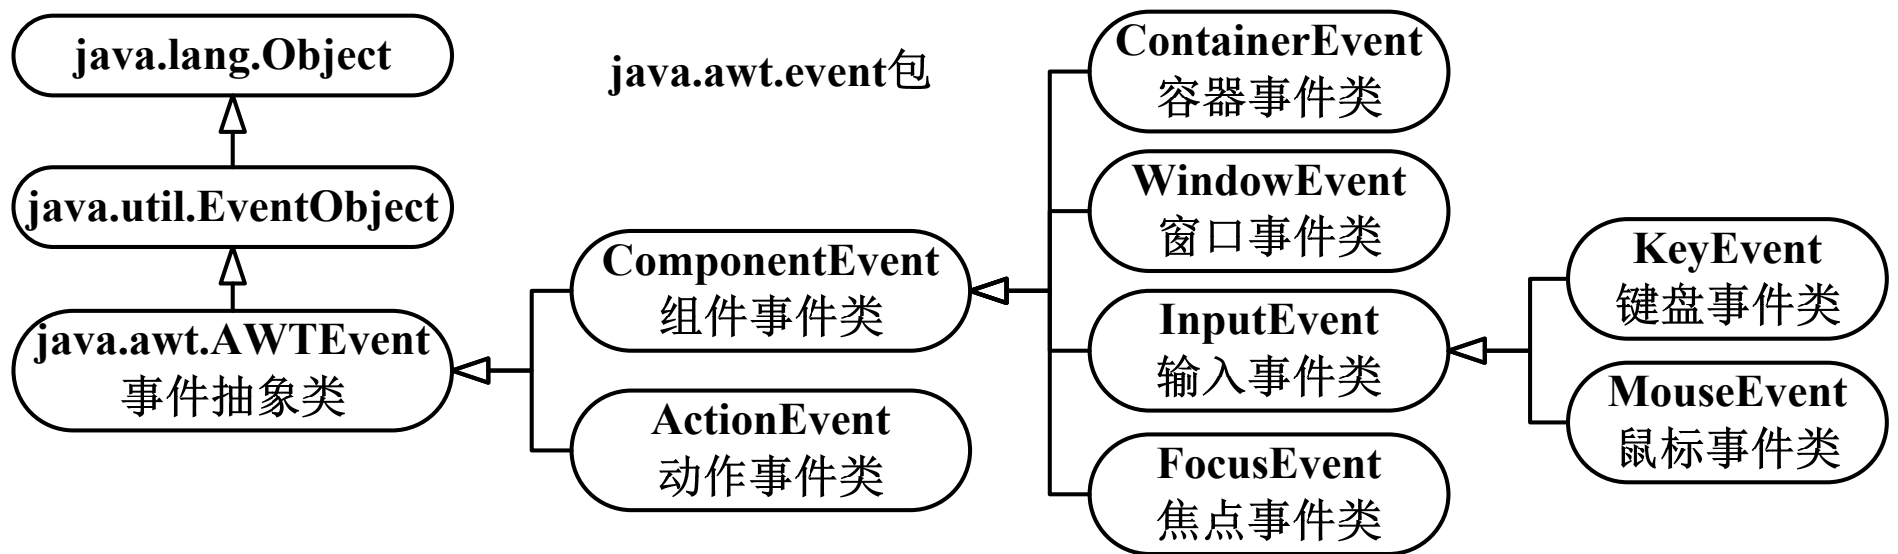 java.lang.Object
java.util.EventObject
java.awt.AWTEvent
事件抽象类
java.awt.event包
ComponentEvent
组件事件类
ActionEvent
动作事件类
ContainerEvent
容器事件类
WindowEvent
窗口事件类
InputEvent
输入事件类
FocusEvent
焦点事件类
KeyEvent
键盘事件类
MouseEvent
鼠标事件类